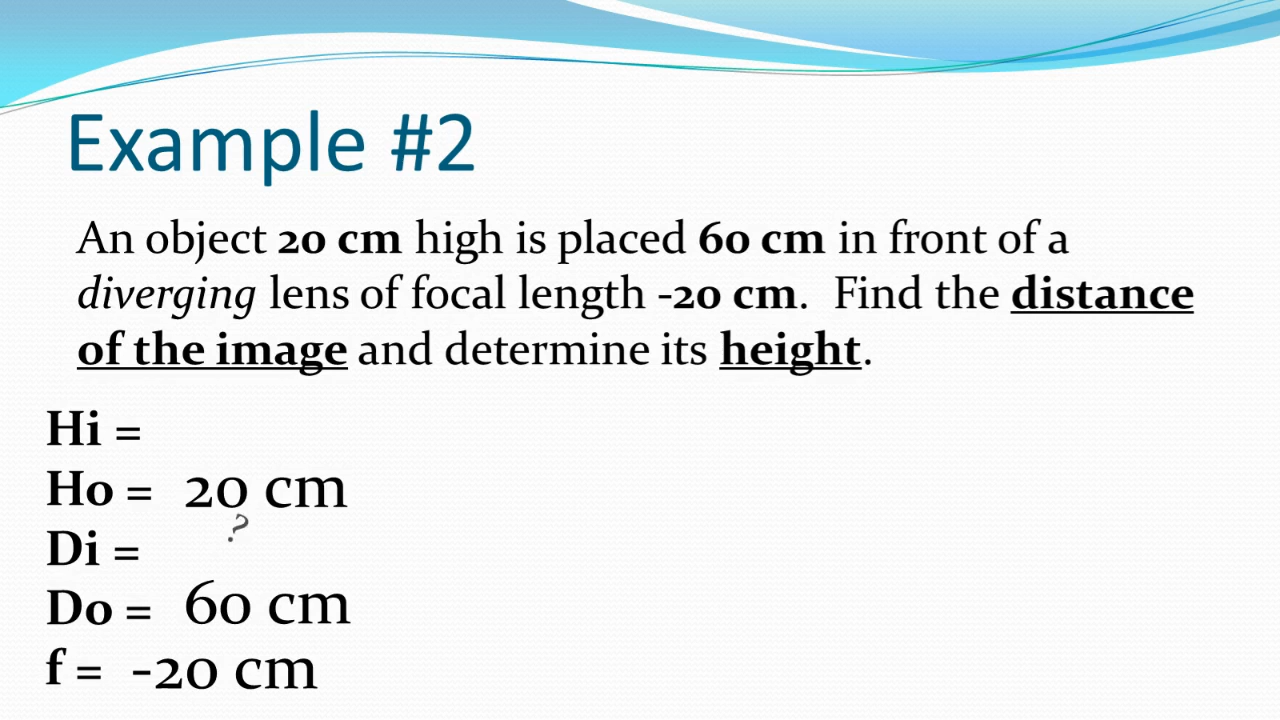 Example #2
An object 20 cm high is placed 60 cm in front of a
diverging lens of focal length -20 cm. Find the distance
of the image and determine its height.
Hi =
Ho = 20 cm
?
Di =
Do = 60 cm
f = -20 cm